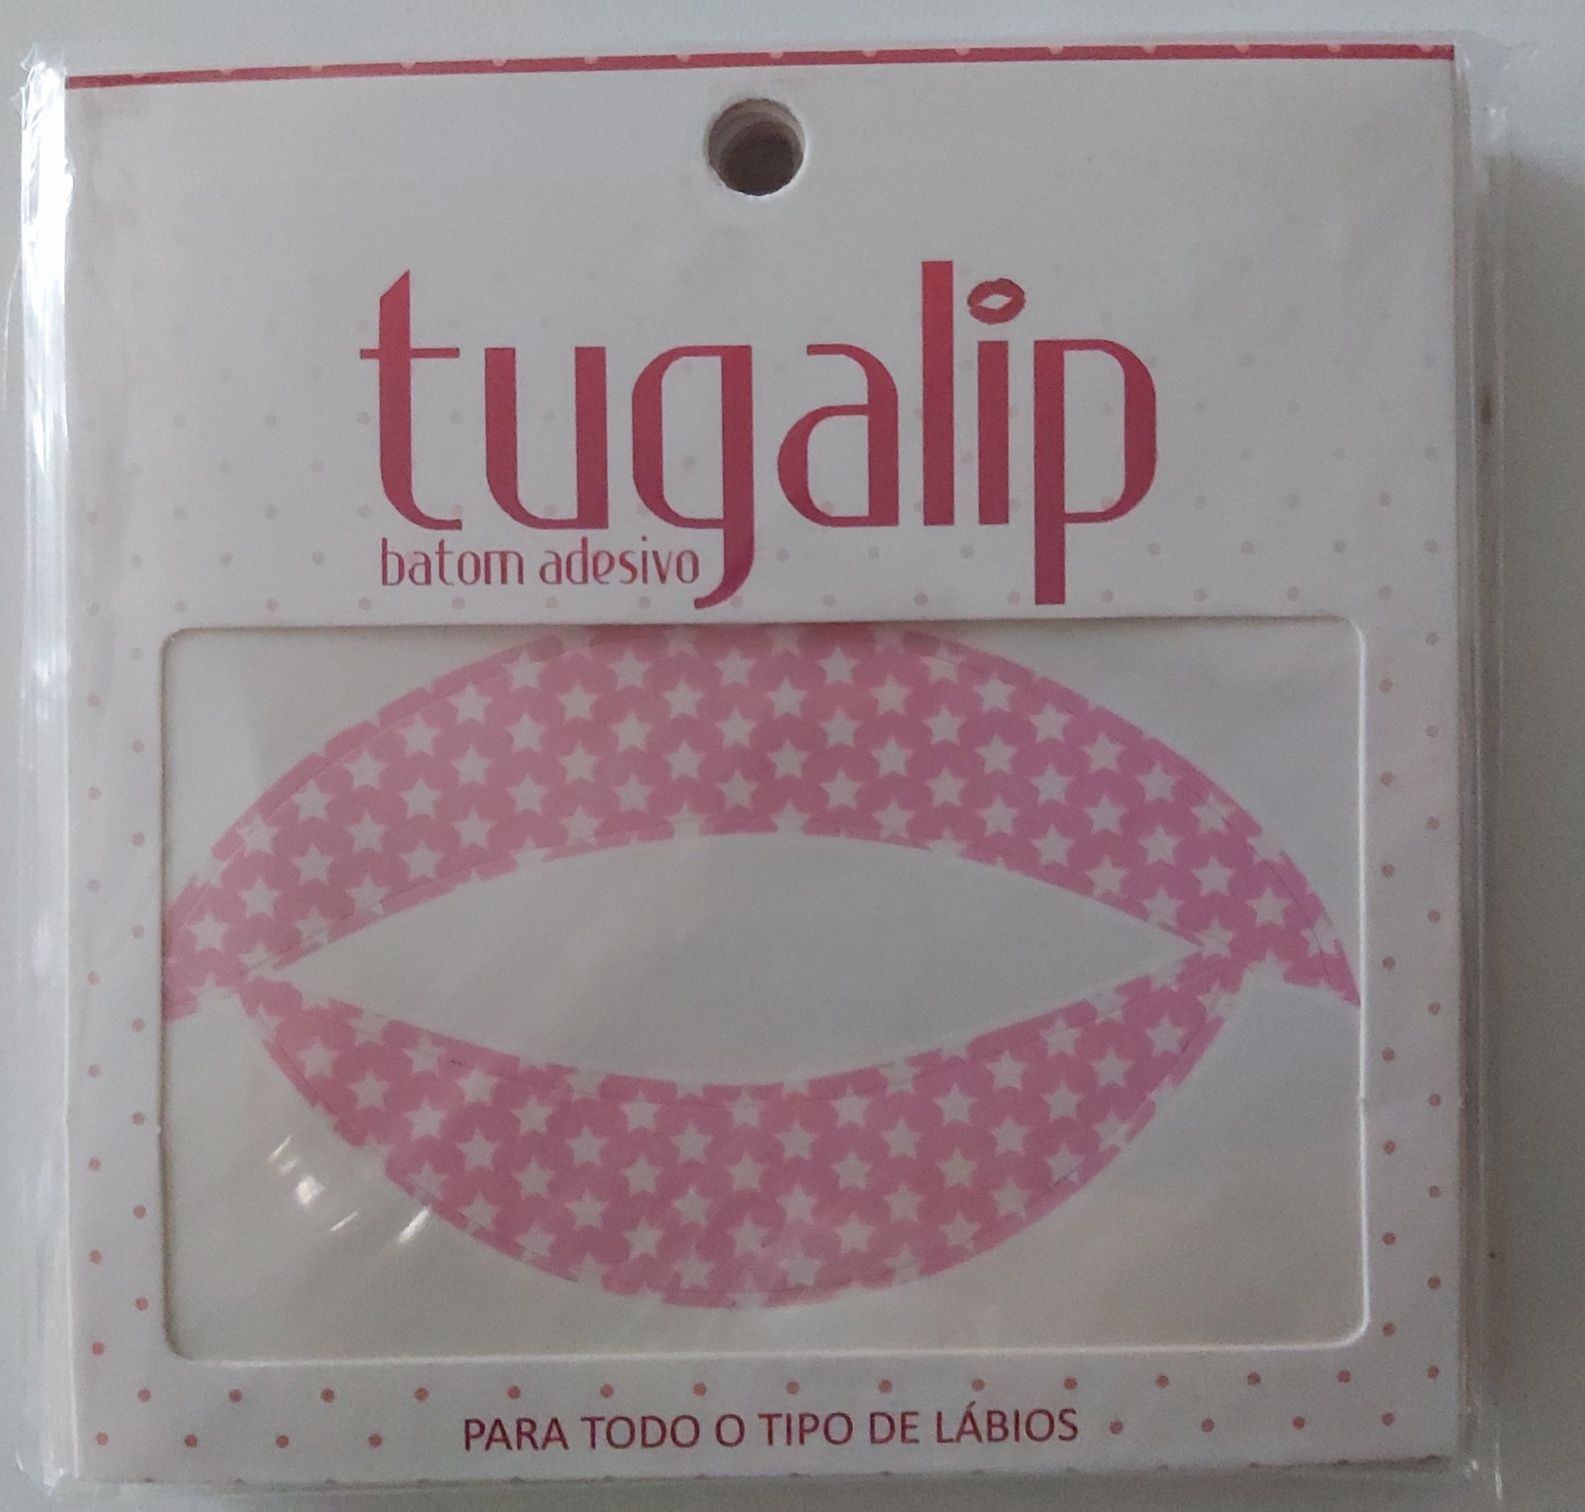 tugalip
batom adesivo
PARA TODO O TIPO DE LÁBIOS